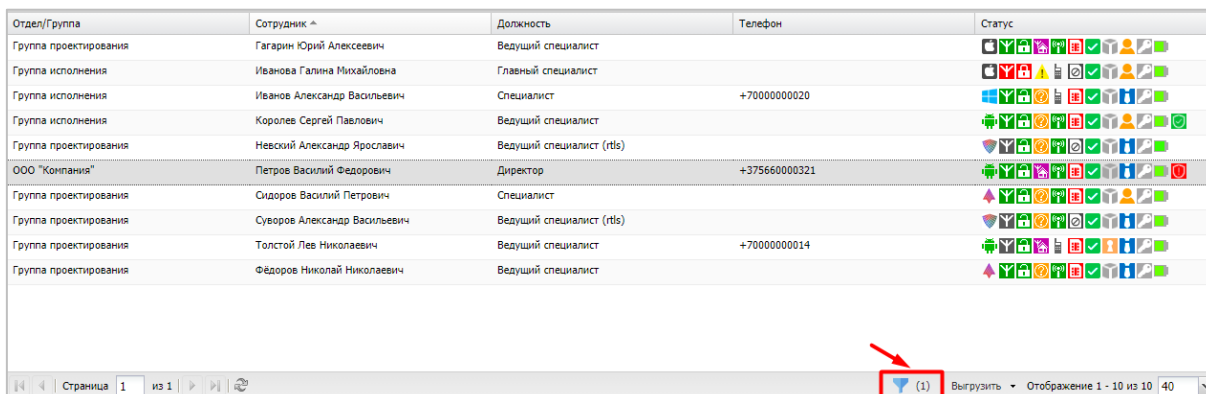 Отдел/Группа Сотрудник Должность Телефон Статус
Группа проектирования Гагарин Юрий Алексеевич Ведущий специалист
Группа исполнения Иванова Галина Михайловна Главный специалист
Группа исполнения Иванов Александр Васильевич Специалист +70000000020
Группа исполнения Королев Сергей Павлович Ведущий специалист
Группа проектирования Невский Александр Ярославич Ведущий специалист (rtls)
ООО "Компания" Петров Василий Федорович Директор +375660000321
Группа проектирования Сидоров Василий Петрович Специалист
Группа проектирования Суворов Александр Васильевич Ведущий специалист (rtls)
Группа проектирования Толстой Лев Николаевич Ведущий специалист +70000000014
Группа проектирования Фёдоров Николай Николаевич Ведущий специалист
Страница 1 из 1 (1) Выгрузить Отображение 1 - 10 из 10 40